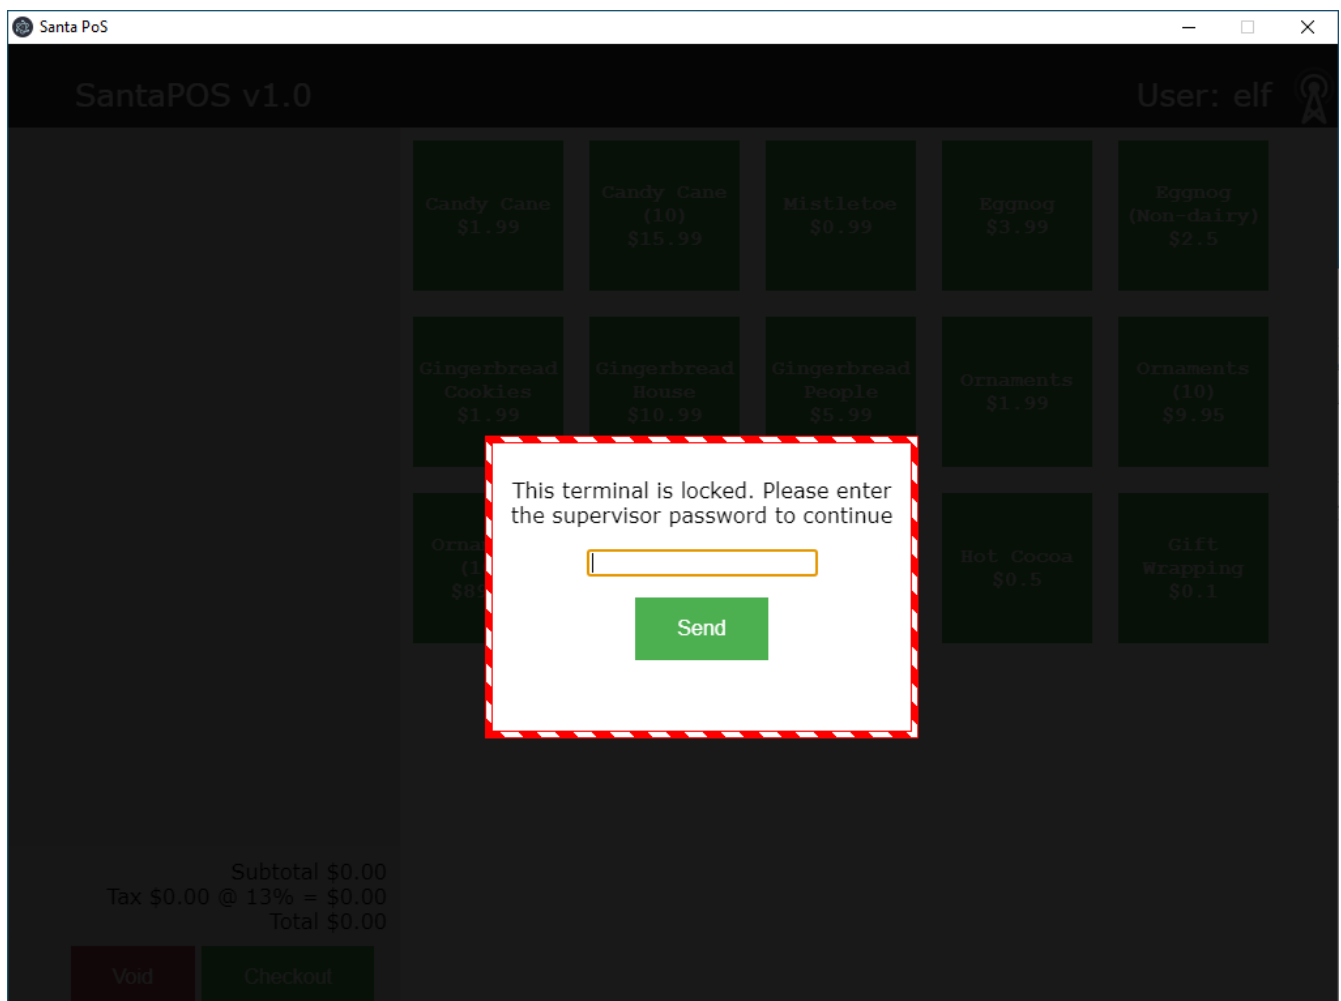 Santa PoS
SantaPOS v1.0
User: elf
Candy Cane
$1.99
Candy Cane
(10)
$15.99
Mistletoe
$0.99
Eggnog
$3.99
Eggnog
(Non-dairy)
$2.5
Gingerbread
Cookies
$1.99
Gingerbread
House
$10.99
Gingerbread
People
$5.99
Ornaments
$1.99
Ornaments
(10)
$9.95
Orna
(1
$8
Hot Cocoa
$0.5
Gift
Wrapping
$0.1
This terminal is locked. Please enter
the supervisor password to continue
Send
Subtotal $0.00
Tax $0.00 @ 13% = $0.00
Total $0.00
Void
Checkout